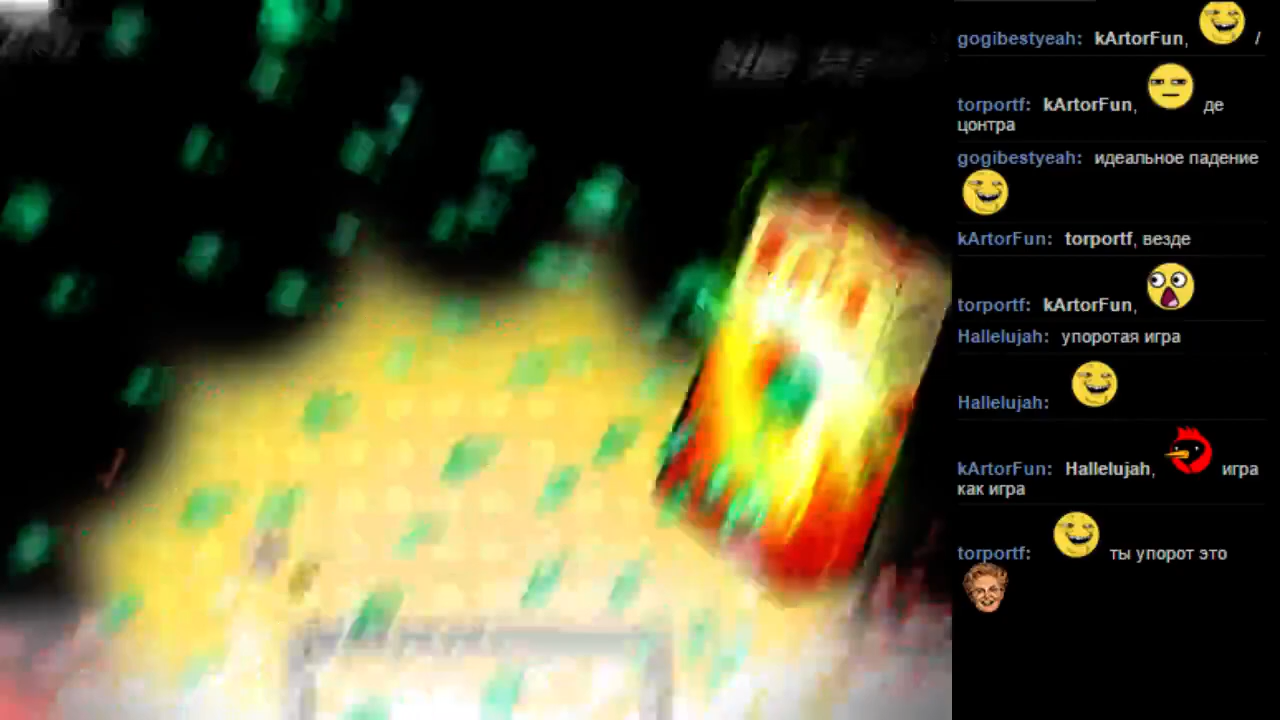 gogibestyeah: kArtorFun, /
torportf: kArtorFun, де
цонтра
gogibestyeah: идеальное падение
kArtorFun: torportf, везде
torportf: kArtorFun,
Hallelujah: упоротая игра
Hallelujah:
kArtorFun: Hallelujah, игра
как игра
torportf: ты упорот это